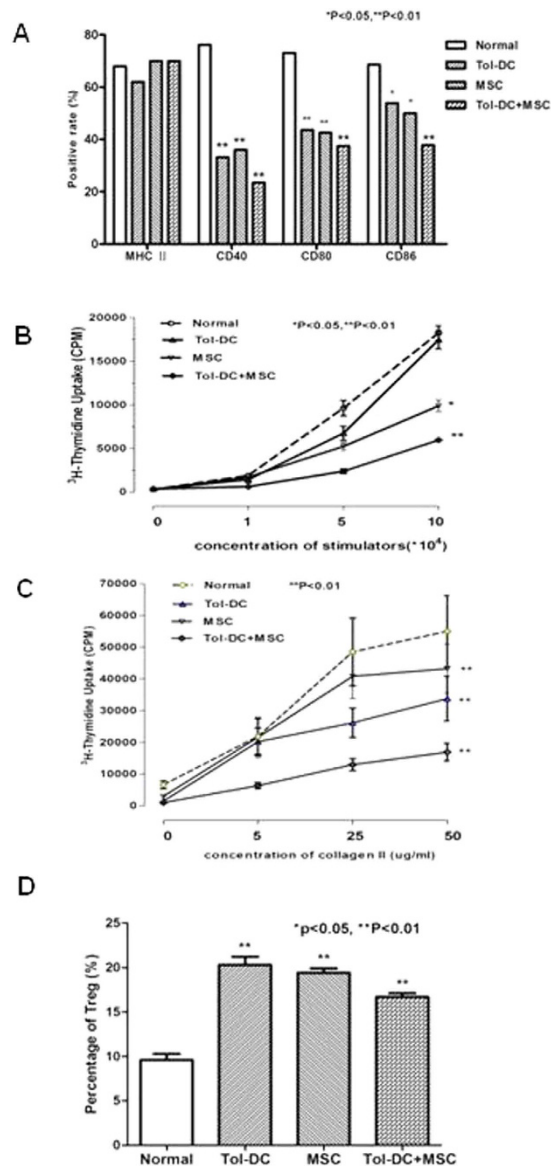 A
*P<0.05,**P<0.01
Normal
Tol-DC
MSC
Tol-DC+MSC
Positive rate (%)
80
60
40
20
0
** ** **
** ** **
* * **
MHC II CD40 CD80 CD86
B
Normal
Tol-DC
MSC
Tol-DC+MSC
*P<0.05,**P<0.01
³H-Thymidine Uptake (CPM)
20000
15000
10000
5000
0
*
**
0 1 5 10
concentration of stimulators(*10⁴)
C
Normal
Tol-DC
MSC
Tol-DC+MSC
**P<0.01
³H-Thymidine Uptake (CPM)
70000
60000
50000
40000
30000
20000
10000
0
**
**
**
0 5 25 50
concentration of collagen II (ug/ml)
D
*p<0.05, **P<0.01
Percentage of Treg (%)
25
20
15
10
5
0
** ** **
Normal Tol-DC MSC Tol-DC+MSC